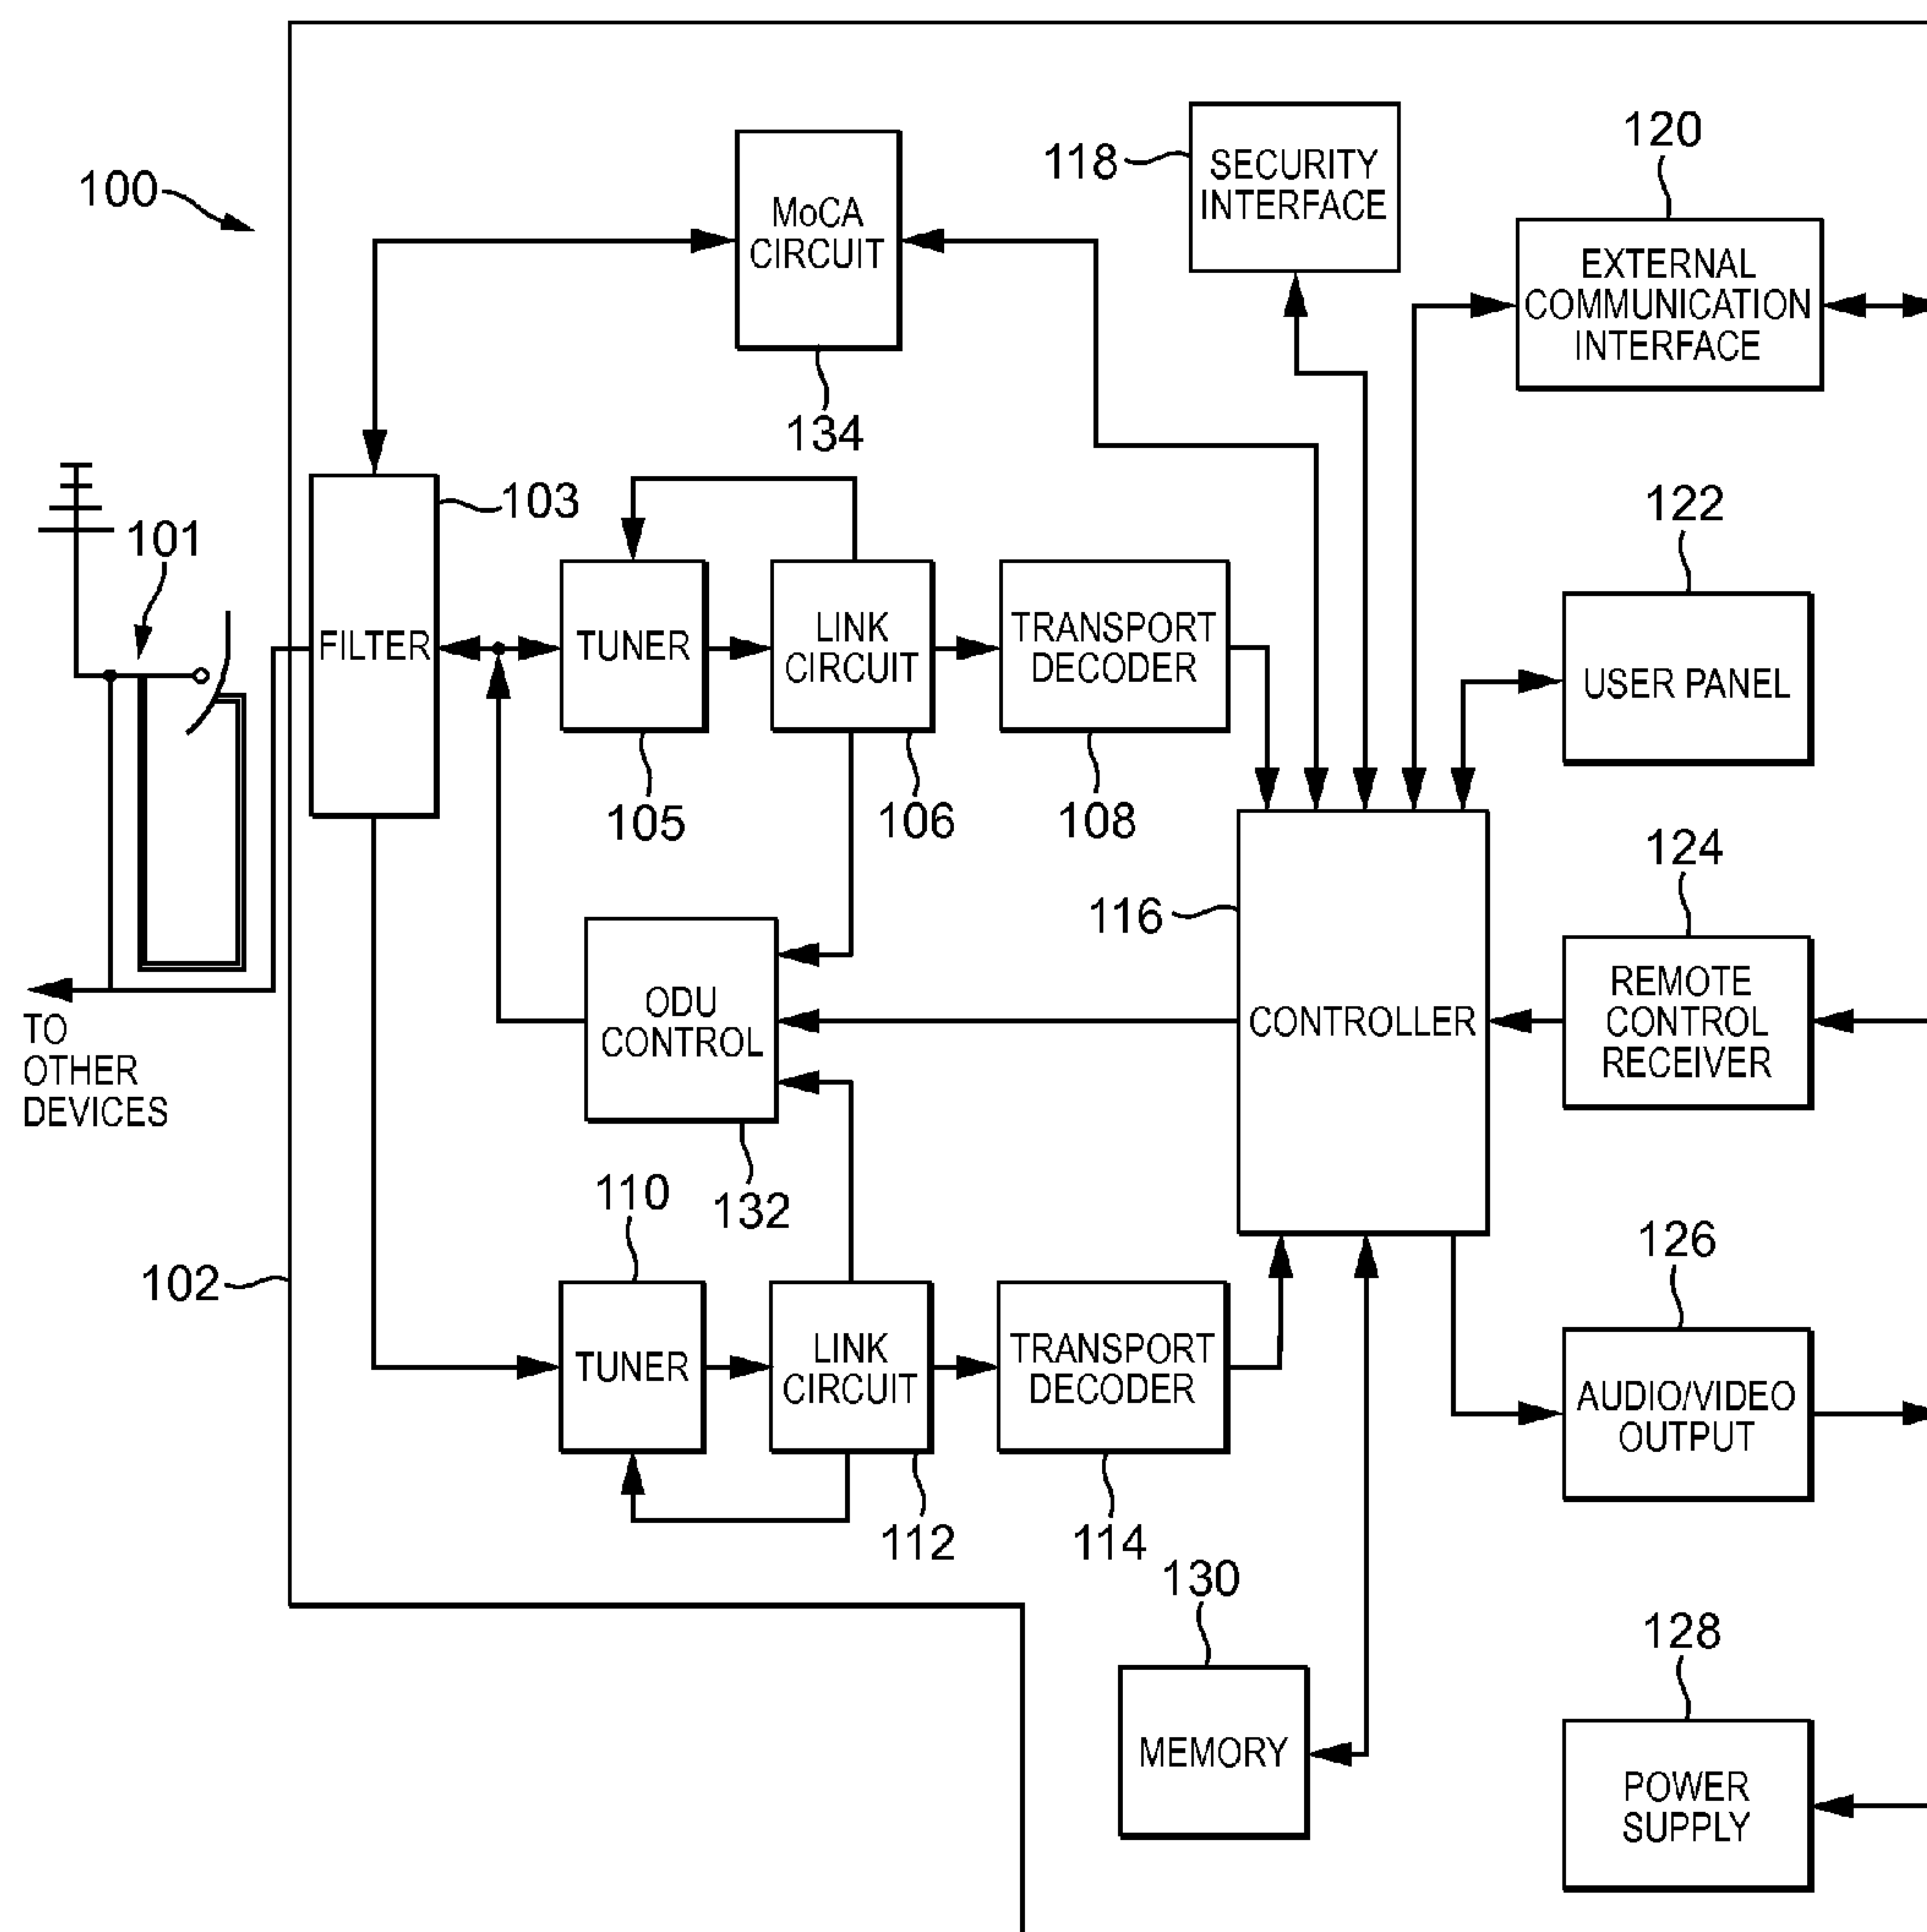 100
101
TO
OTHER
DEVICES
102
FILTER
103
MoCA
CIRCUIT
134
TUNER
105
LINK
CIRCUIT
106
TRANSPORT
DECODER
108
ODU
CONTROL
132
110
TUNER
LINK
CIRCUIT
112
TRANSPORT
DECODER
114
116
CONTROLLER
118
SECURITY
INTERFACE
120
EXTERNAL
COMMUNICATION
INTERFACE
122
USER PANEL
124
REMOTE
CONTROL
RECEIVER
126
AUDIO/VIDEO
OUTPUT
130
MEMORY
128
POWER
SUPPLY